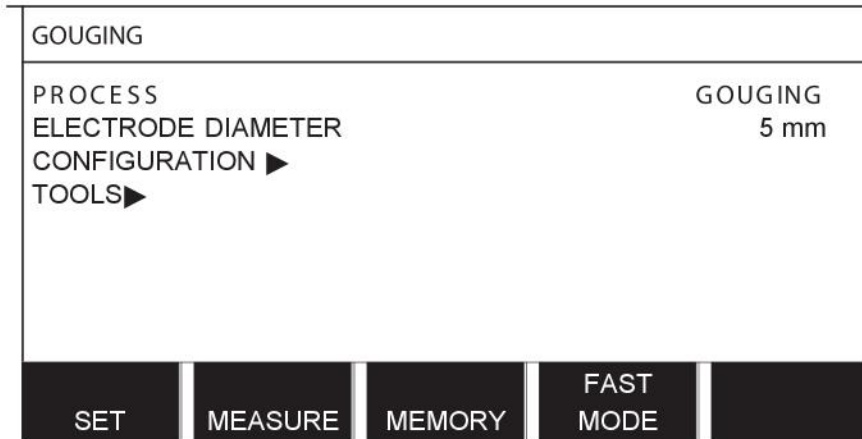 GOUGING
PROCESS GOUGING
ELECTRODE DIAMETER 5 mm
CONFIGURATION ▶
TOOLS▶
SET MEASURE MEMORY FAST MODE